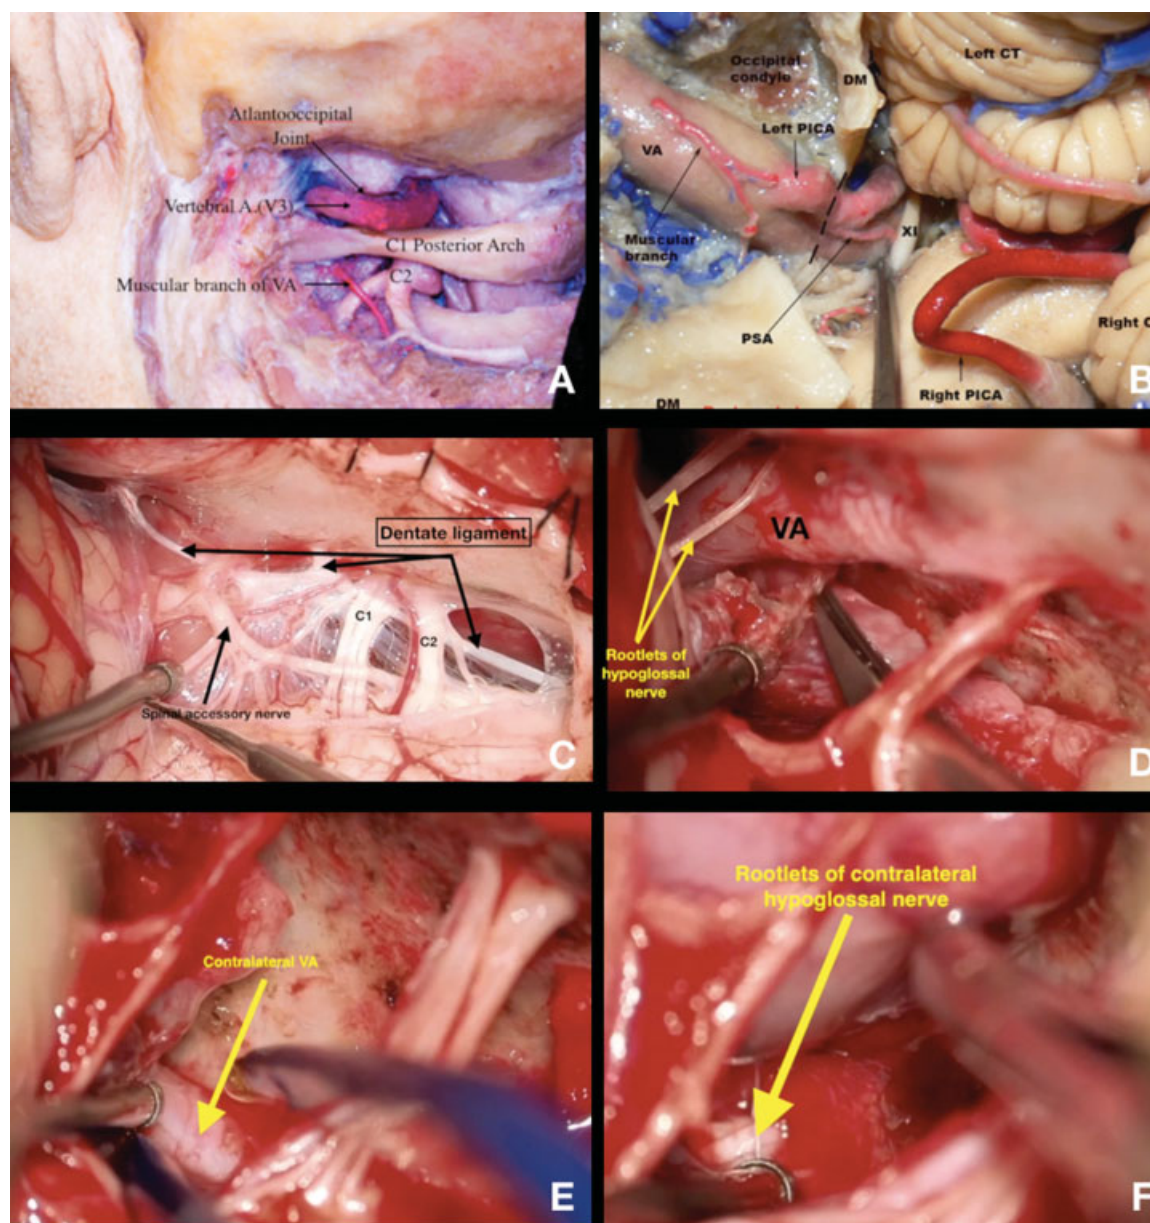 Atlantooccipital
Joint
Vertebral A.(V3)
C1 Posterior Arch
C2
Muscular branch of VA
A
Occipital
condyle
DM
Left CT
Left PICA
VA
Muscular
branch
XI
PSA
Right
Right PICA
DM
B
Dentate ligament
C1
C2
Spinal accessory nerve
C
VA
Rootlets of
hypoglossal
nerve
D
Contralateral VA
E
Rootlets of contralateral
hypoglossal nerve
F